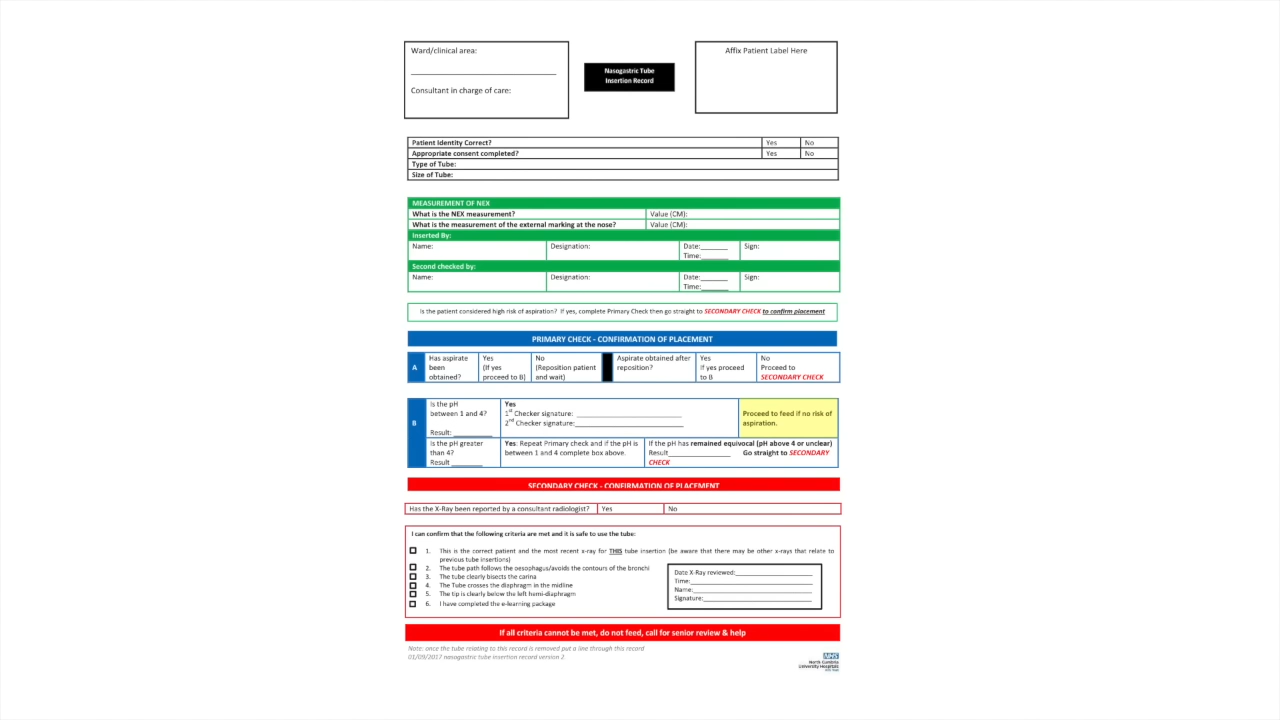 Ward/clinical area:
Consultant in charge of care:
Nasogastric Tube
Insertion Record
Affix Patient Label Here
Patient Identity Correct? Yes No
Appropriate consent completed? Yes No
Type of Tube:
Size of Tube:
MEASUREMENT OF NEX
What is the NEX measurement? Value (CM):
What is the measurement of the external marking at the nose? Value (CM):
Inserted By:
Name: Designation: Date:_______ Sign:
Time:_______
Second checked by:
Name: Designation: Date:_______ Sign:
Time:_______
Is the patient considered high risk of aspiration? If yes, complete Primary Check then go straight to SECONDARY CHECK to confirm placement
PRIMARY CHECK - CONFIRMATION OF PLACEMENT
A
Has aspirate
been
obtained?
Yes
(If yes
proceed to B)
No
(Reposition patient
and wait)
Aspirate obtained after
reposition?
Yes
If yes proceed
to B
No
Proceed to
SECONDARY CHECK
B
Is the pH
between 1 and 4?
Result: __________
Yes
1st Checker signature: ____________________________
2nd Checker signature:_____________________________
Proceed to feed if no risk of
aspiration.
Is the pH greater
than 4?
Result ________
Yes: Repeat Primary check and if the pH is
between 1 and 4 complete box above.
If the pH has remained equivocal (pH above 4 or unclear)
Result________________ Go straight to SECONDARY
CHECK
SECONDARY CHECK - CONFIRMATION OF PLACEMENT
Has the X-Ray been reported by a consultant radiologist? Yes No
I can confirm that the following criteria are met and it is safe to use the tube:
1. This is the correct patient and the most recent x-ray for THIS tube insertion (be aware that there may be other x-rays that relate to
previous tube insertions)
2. The tube path follows the oesophagus/avoids the contours of the bronchi
3. The tube clearly bisects the carina
4. The Tube crosses the diaphragm in the midline
5. The tip is clearly below the left hemi-diaphragm
6. I have completed the e-learning package
Date X-Ray reviewed:____________________
Time:________________________________
Name:_______________________________
Signature:____________________________
If all criteria cannot be met, do not feed, call for senior review & help
Note: once the tube relating to this record is removed put a line through this record
01/09/2017 nasogastric tube insertion record version 2
NHS
North Cumbria
University Hospitals